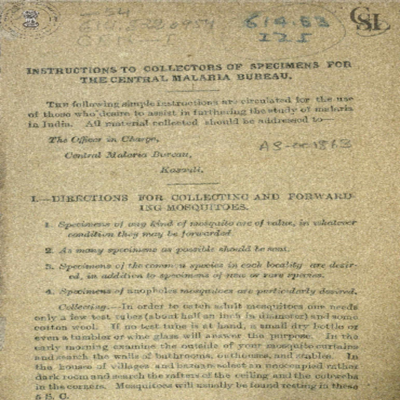 614.53
I2I
CSL
INSTRUCTIONS TO COLLECTORS OF SPECIMENS FOR
THE CENTRAL MALARIA BUREAU.
THE following simple instructions are circulated for the use
of those who desire to assist in furthering the study of malaria
in India. All material collected should be addressed to—
The Officer in Charge,
Central Malaria Bureau,
Kasauli.
I.—DIRECTIONS FOR COLLECTING AND FORWARD-
ING MOSQUITOES.
1. Specimens of any kind of mosquito are of value, in whatever
condition they may be forwarded.
2. As many specimens as possible should be sent.
3. Specimens of the common species in each locality are desir-
ed, in addition to specimens of new or rare species.
4. Specimens of anopheles mosquitoes are particularly desired.
Collecting.—In order to catch adult mosquitoes one needs
only a few test tubes (about half an inch in diameter) and some
cotton wool. If no test tube is at hand, a small dry bottle or
even a tumbler or wine glass will answer the purpose. In the
early morning examine the outside of your mosquito curtains
and search the walls of bathrooms, outhouses, and stables. In
the houses of villages and bazaars select an unoccupied rather
dark room and search the rafters of the ceiling and the cobwebs
in the corners. Mosquitoes will usually be found resting in these